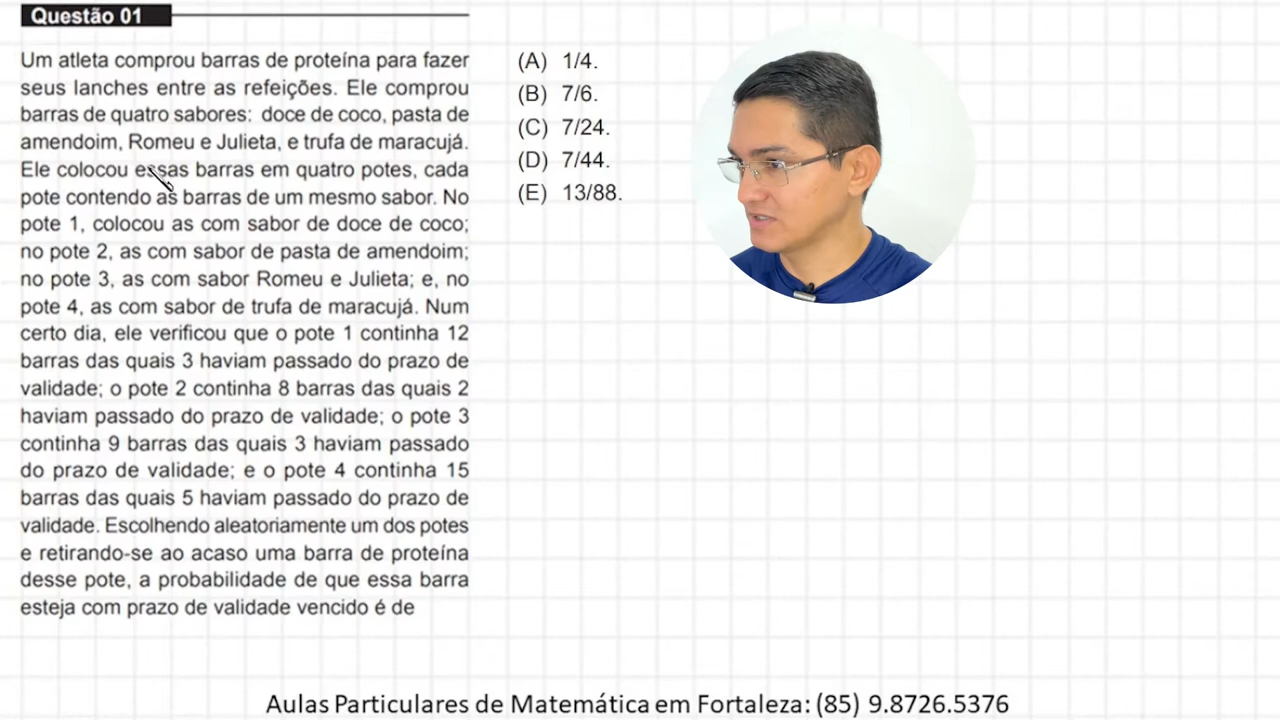 Questão 01
Um atleta comprou barras de proteína para fazer
seus lanches entre as refeições. Ele comprou
barras de quatro sabores: doce de coco, pasta de
amendoim, Romeu e Julieta, e trufa de maracujá.
Ele colocou essas barras em quatro potes, cada
pote contendo as barras de um mesmo sabor. No
pote 1, colocou as com sabor de doce de coco;
no pote 2, as com sabor de pasta de amendoim;
no pote 3, as com sabor Romeu e Julieta; e, no
pote 4, as com sabor de trufa de maracujá. Num
certo dia, ele verificou que o pote 1 continha 12
barras das quais 3 haviam passado do prazo de
validade; o pote 2 continha 8 barras das quais 2
haviam passado do prazo de validade; o pote 3
continha 9 barras das quais 3 haviam passado
do prazo de validade; e o pote 4 continha 15
barras das quais 5 haviam passado do prazo de
validade. Escolhendo aleatoriamente um dos potes
e retirando-se ao acaso uma barra de proteína
desse pote, a probabilidade de que essa barra
esteja com prazo de validade vencido é de
(A) 1/4.
(B) 7/6.
(C) 7/24.
(D) 7/44.
(E) 13/88.
Aulas Particulares de Matemática em Fortaleza: (85) 9.8726.5376